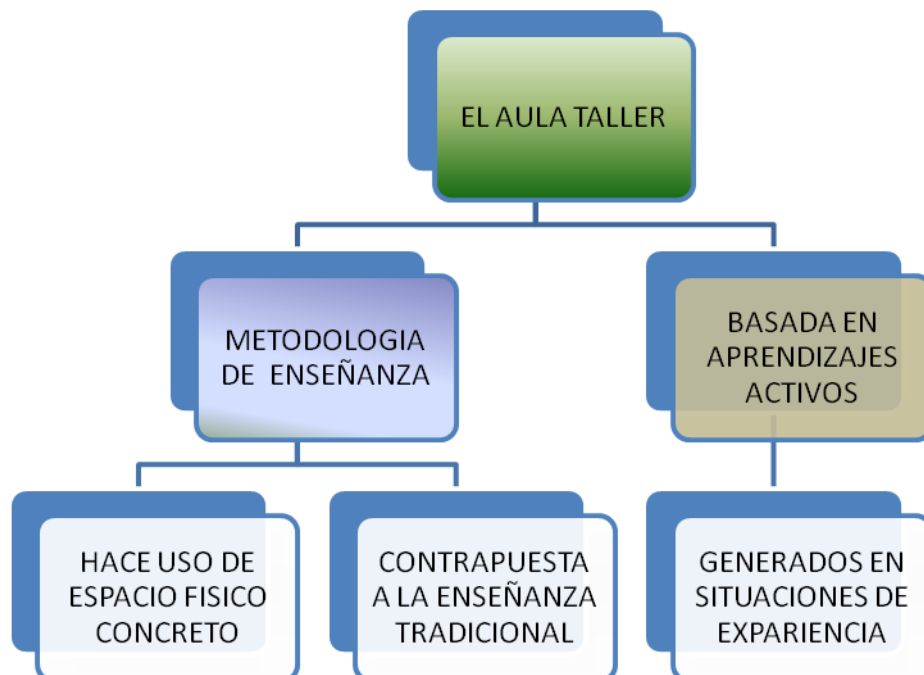 EL AULA TALLER
METODOLOGIA
DE ENSEÑANZA
BASADA EN
APRENDIZAJES
ACTIVOS
HACE USO DE
ESPACIO FISICO
CONCRETO
CONTRAPUESTA
A LA ENSEÑANZA
TRADICIONAL
GENERADOS EN
SITUACIONES DE
EXPARIENCIA